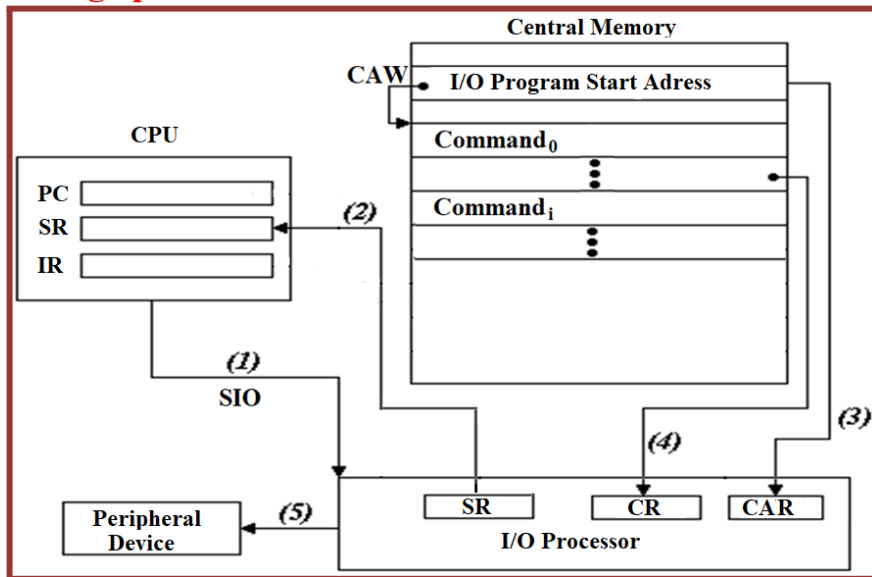 Central Memory
CAW
I/O Program Start Adress
CPU
Command0
PC
SR
IR
(2)
Commandi
(1)
SIO
(3)
(4)
(5)
Peripheral
Device
SR
CR
CAR
I/O Processor